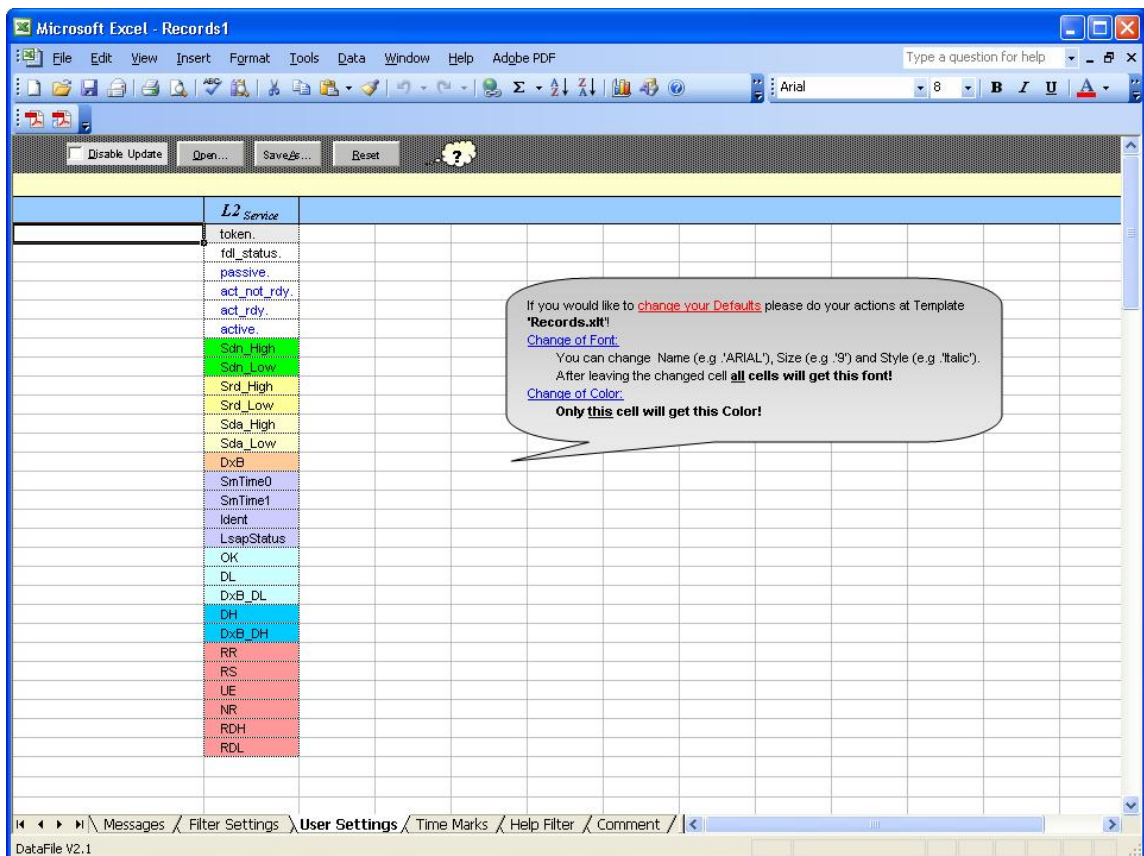 Microsoft Excel - Records1
File Edit View Insert Format Tools Data Window Help Adobe PDF Type a question for help
Arial 8 B I U A
Disable Update Open... SaveAs... Reset ?
L2 Service
token.
fdl_status.
passive.
act_not_rdy.
act_rdy.
active.
Sdn_High
Sdn_Low
Srd_High
Srd_Low
Sda_High
Sda_Low
DxB
SmTime0
SmTime1
Ident
LsapStatus
OK
DL
DxB_DL
DH
DxB_DH
RR
RS
UE
NR
RDH
RDL
If you would like to change your Defaults please do your actions at Template
'Records.xlt'!
Change of Font:
You can change Name (e.g .'ARIAL'), Size (e.g .'9') and Style (e.g .'Italic').
After leaving the changed cell all cells will get this font!
Change of Color:
Only this cell will get this Color!
Messages Filter Settings User Settings Time Marks Help Filter Comment
DataFile V2.1